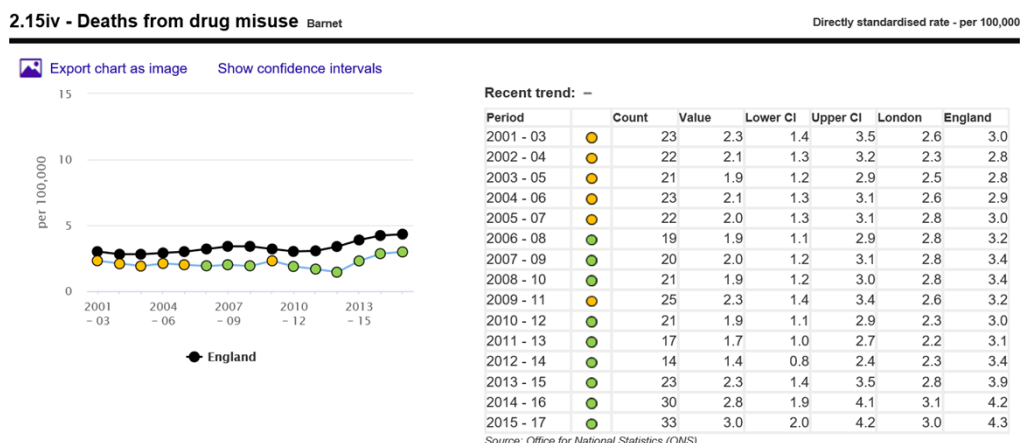 2.15iv - Deaths from drug misuse Barnet
Directly standardised rate - per 100,000
Export chart as image Show confidence intervals
15
10
5
0
per 100,000
2001 - 03
2004 - 06
2007 - 09
2010 - 12
2013 - 15
England
Recent trend: –
Period Count Value Lower CI Upper CI London England
2001 - 03 23 2.3 1.4 3.5 2.6 3.0
2002 - 04 22 2.1 1.3 3.2 2.3 2.8
2003 - 05 21 1.9 1.2 2.9 2.5 2.8
2004 - 06 23 2.1 1.3 3.1 2.6 2.9
2005 - 07 22 2.0 1.3 3.1 2.8 3.0
2006 - 08 19 1.9 1.1 2.9 2.8 3.2
2007 - 09 20 2.0 1.2 3.1 2.8 3.4
2008 - 10 21 1.9 1.2 3.0 2.8 3.4
2009 - 11 25 2.3 1.4 3.4 2.6 3.2
2010 - 12 21 1.9 1.1 2.9 2.3 3.0
2011 - 13 17 1.7 1.0 2.7 2.2 3.1
2012 - 14 14 1.4 0.8 2.4 2.3 3.4
2013 - 15 23 2.3 1.4 3.5 2.8 3.9
2014 - 16 30 2.8 1.9 4.1 3.1 4.2
2015 - 17 33 3.0 2.0 4.2 3.0 4.3
Source: Office for National Statistics (ONS)